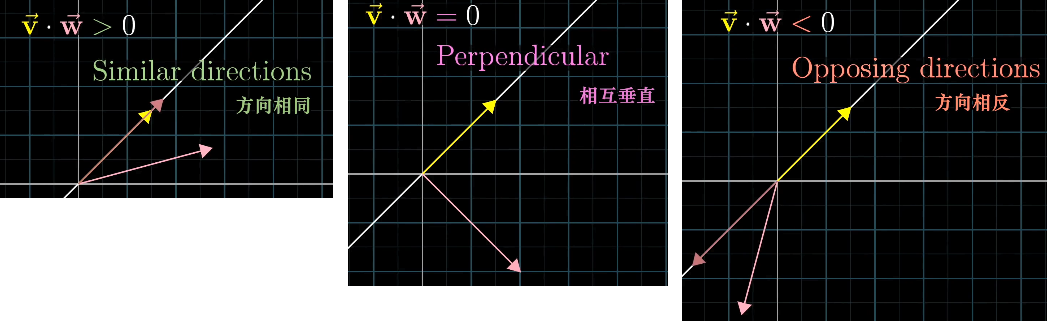 v⃗ · w⃗ > 0
Similar directions
方向相同
v⃗ · w⃗ = 0
Perpendicular
相互垂直
v⃗ · w⃗ < 0
Opposing directions
方向相反